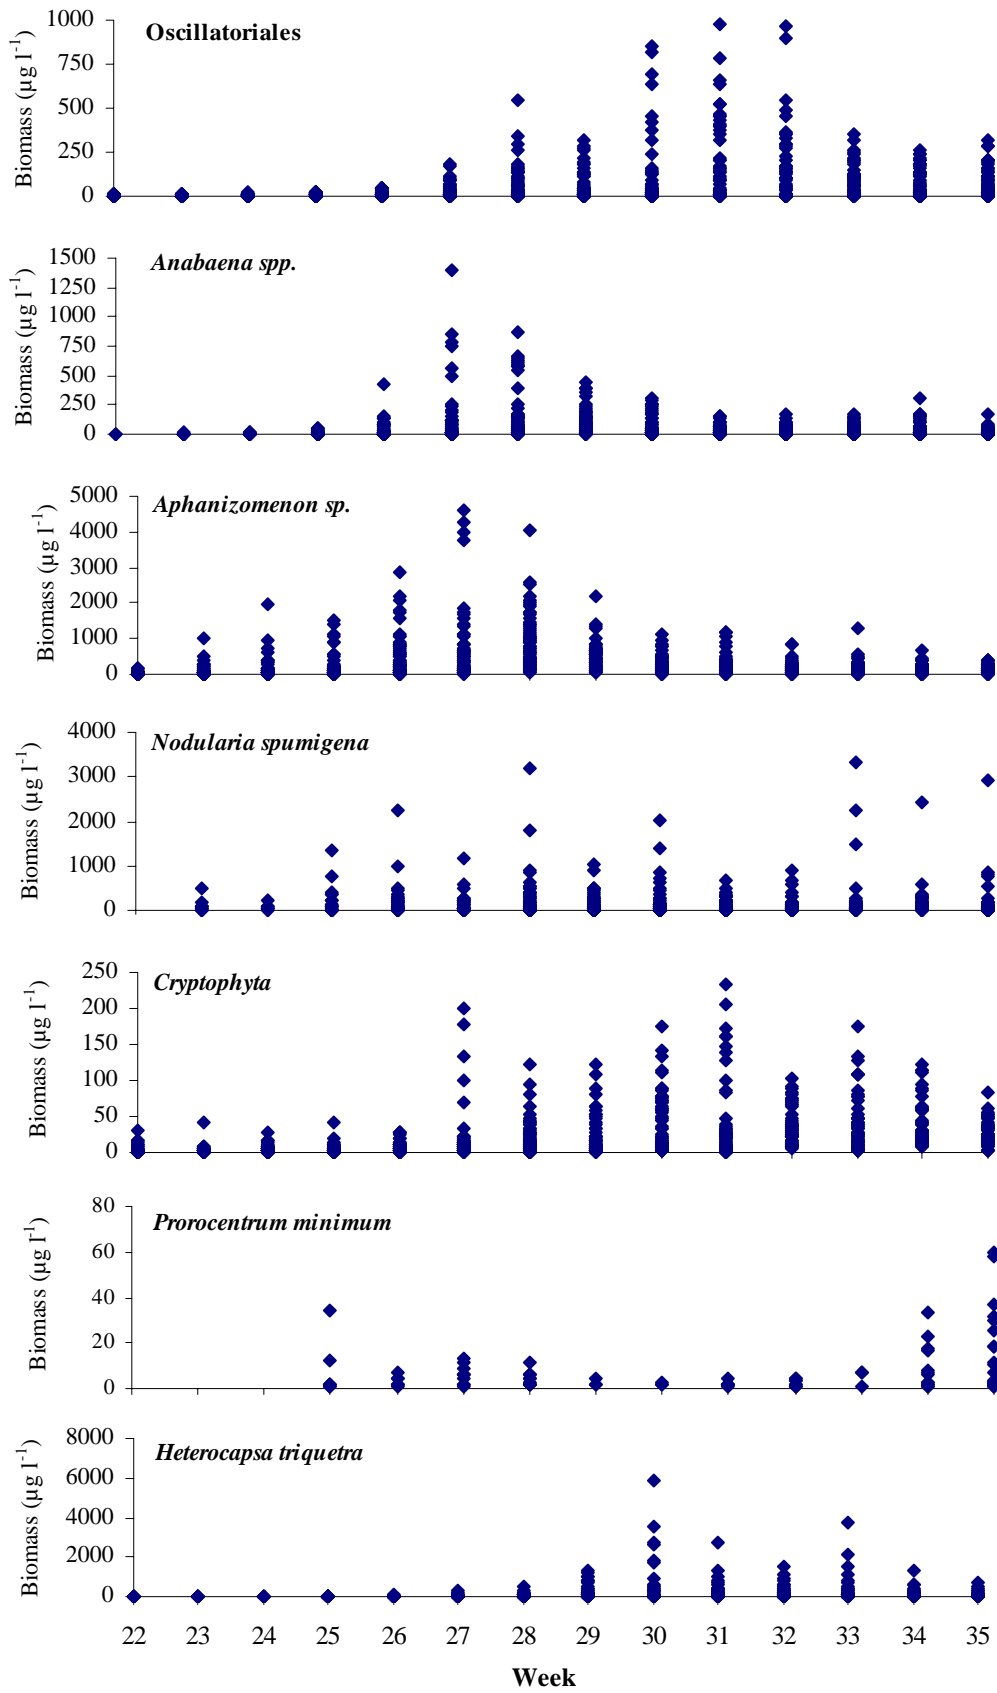 Oscillatoriales
Biomass (µg l-1)
1000
750
500
250
0
Anabaena spp.
Biomass (µg l-1)
1500
1250
1000
750
500
250
0
Aphanizomenon sp.
Biomass (µg l-1)
5000
4000
3000
2000
1000
0
Nodularia spumigena
Biomass (µg l-1)
4000
3000
2000
1000
0
Cryptophyta
Biomass (µg l-1)
250
200
150
100
50
0
Prorocentrum minimum
Biomass (µg l-1)
80
60
40
20
0
Heterocapsa triquetra
Biomass (µg l-1)
8000
6000
4000
2000
0
22 23 24 25 26 27 28 29 30 31 32 33 34 35
Week